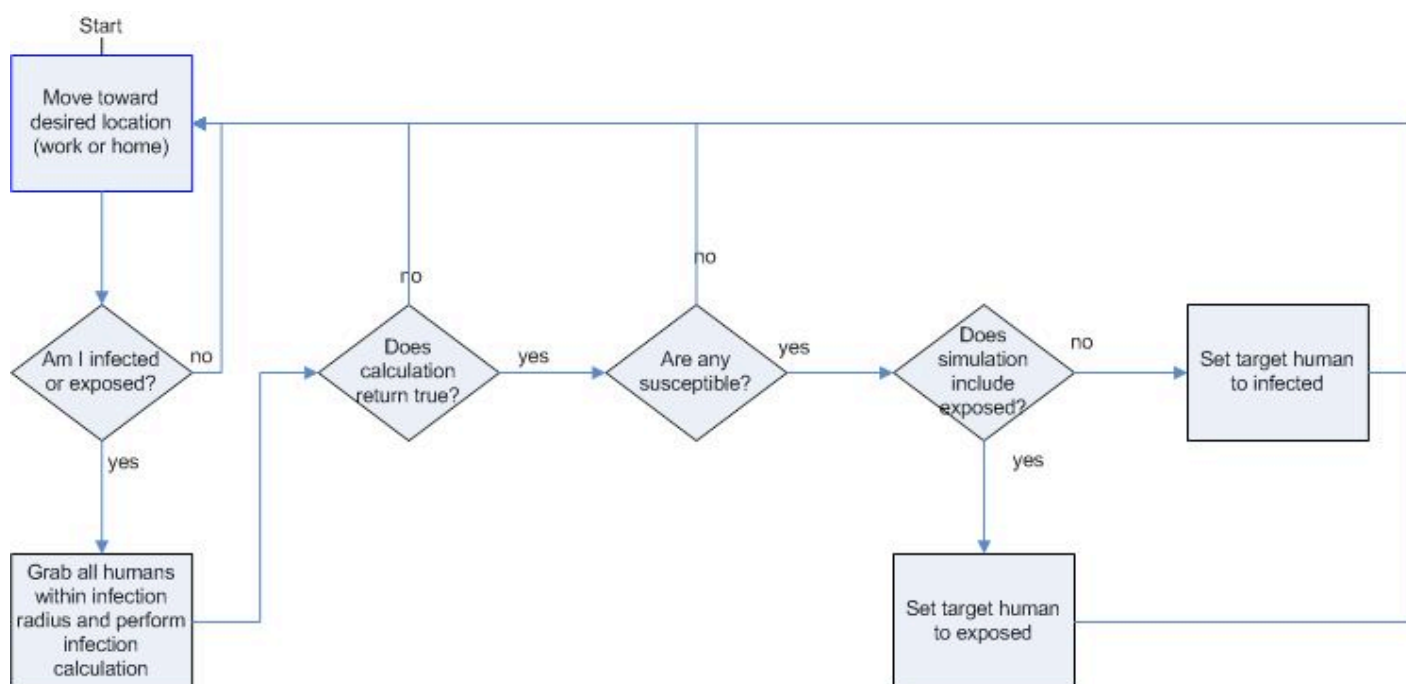 Start
Move toward
desired location
(work or home)
Am I infected
or exposed?
no
yes
Grab all humans
within infection
radius and perform
infection
calculation
Does
calculation
return true?
no
yes
Are any
susceptible?
no
yes
Does
simulation
include
exposed?
no
yes
Set target human
to infected
Set target human
to exposed